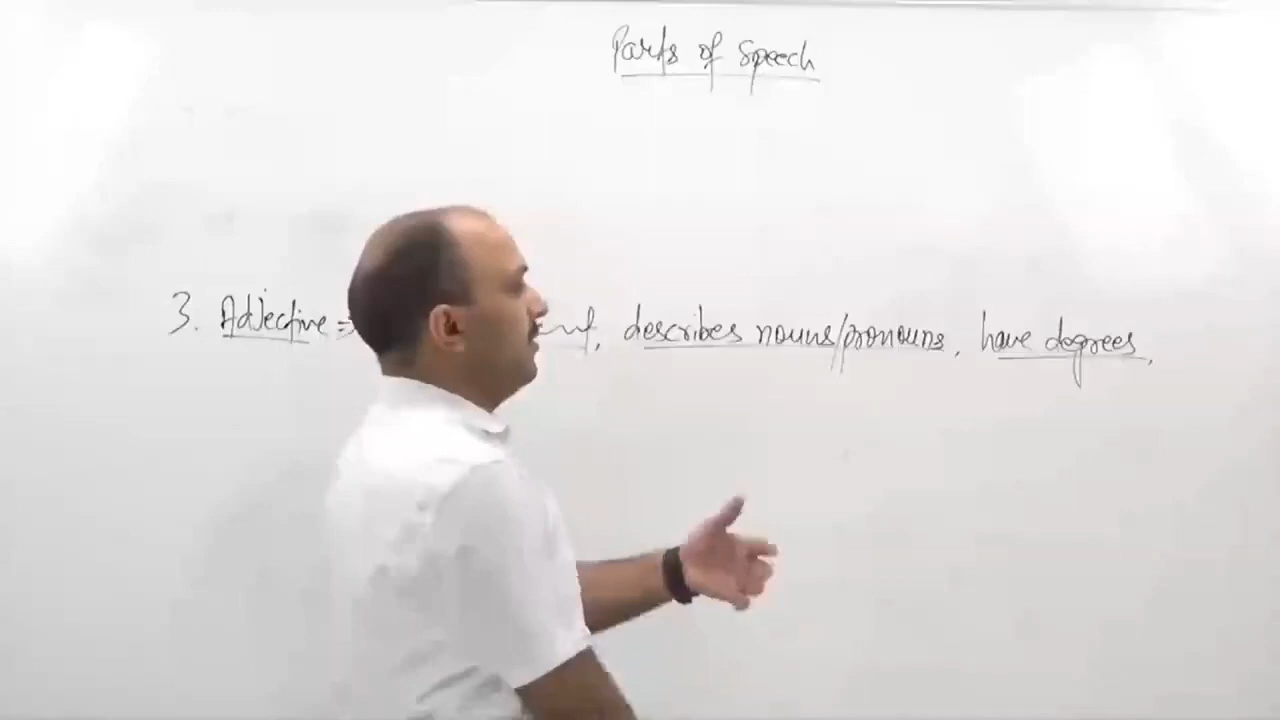 Parts of Speech
3. Adjective ⇒ , describes nouns/pronouns, have degrees,